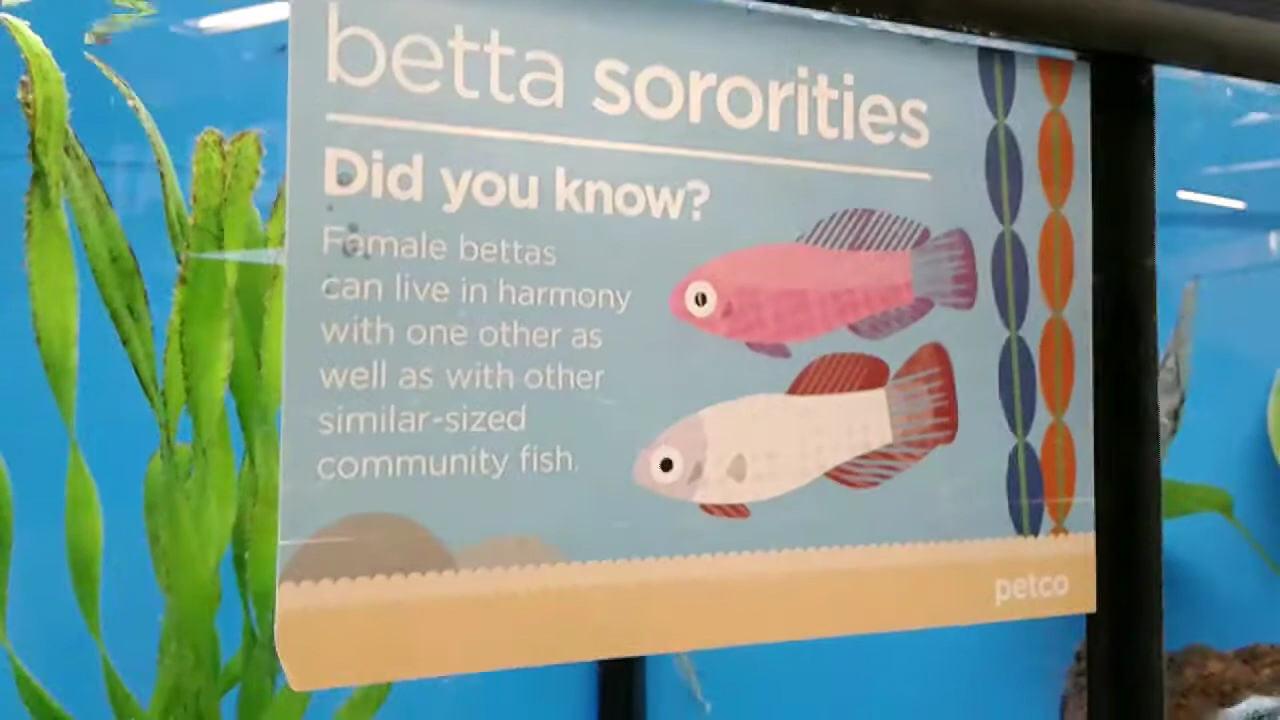 betta sororities
Did you know?
Female bettas
can live in harmony
with one other as
well as with other
similar-sized
community fish.
petco